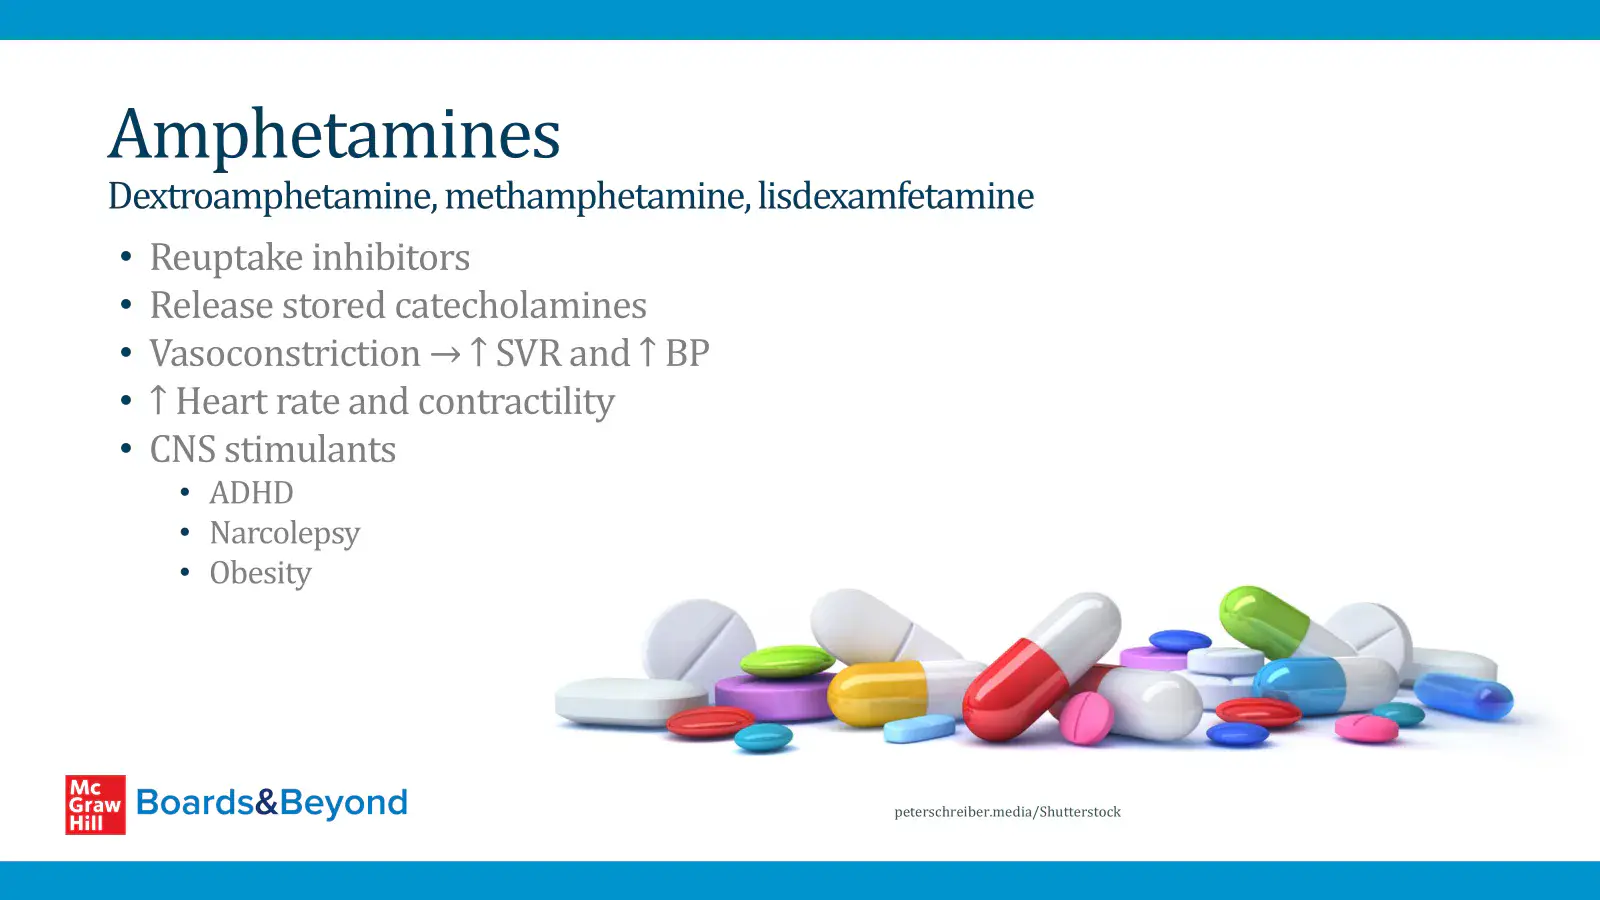 Amphetamines
Dextroamphetamine, methamphetamine, lisdexamfetamine
• Reuptake inhibitors
• Release stored catecholamines
• Vasoconstriction → ↑ SVR and ↑ BP
• ↑ Heart rate and contractility
• CNS stimulants
• ADHD
• Narcolepsy
• Obesity
Mc
Graw
Hill
Boards&Beyond
peterschreiber.media/Shutterstock